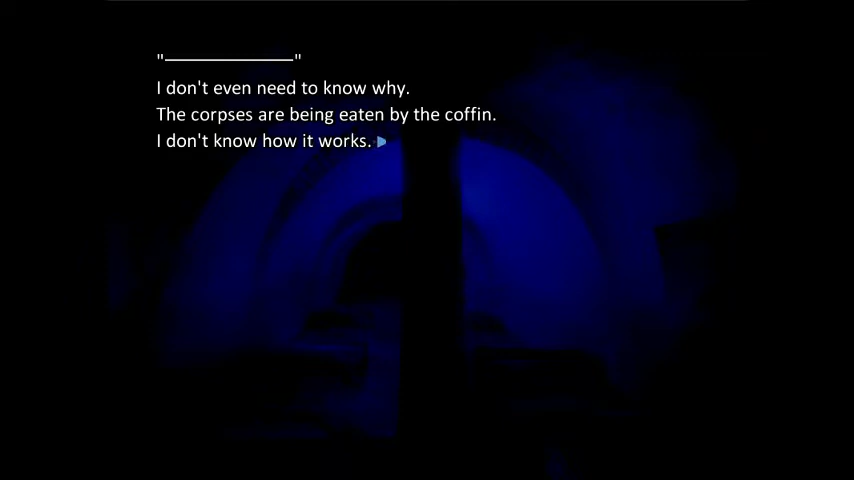 "—————————"
I don't even need to know why.
The corpses are being eaten by the coffin.
I don't know how it works.